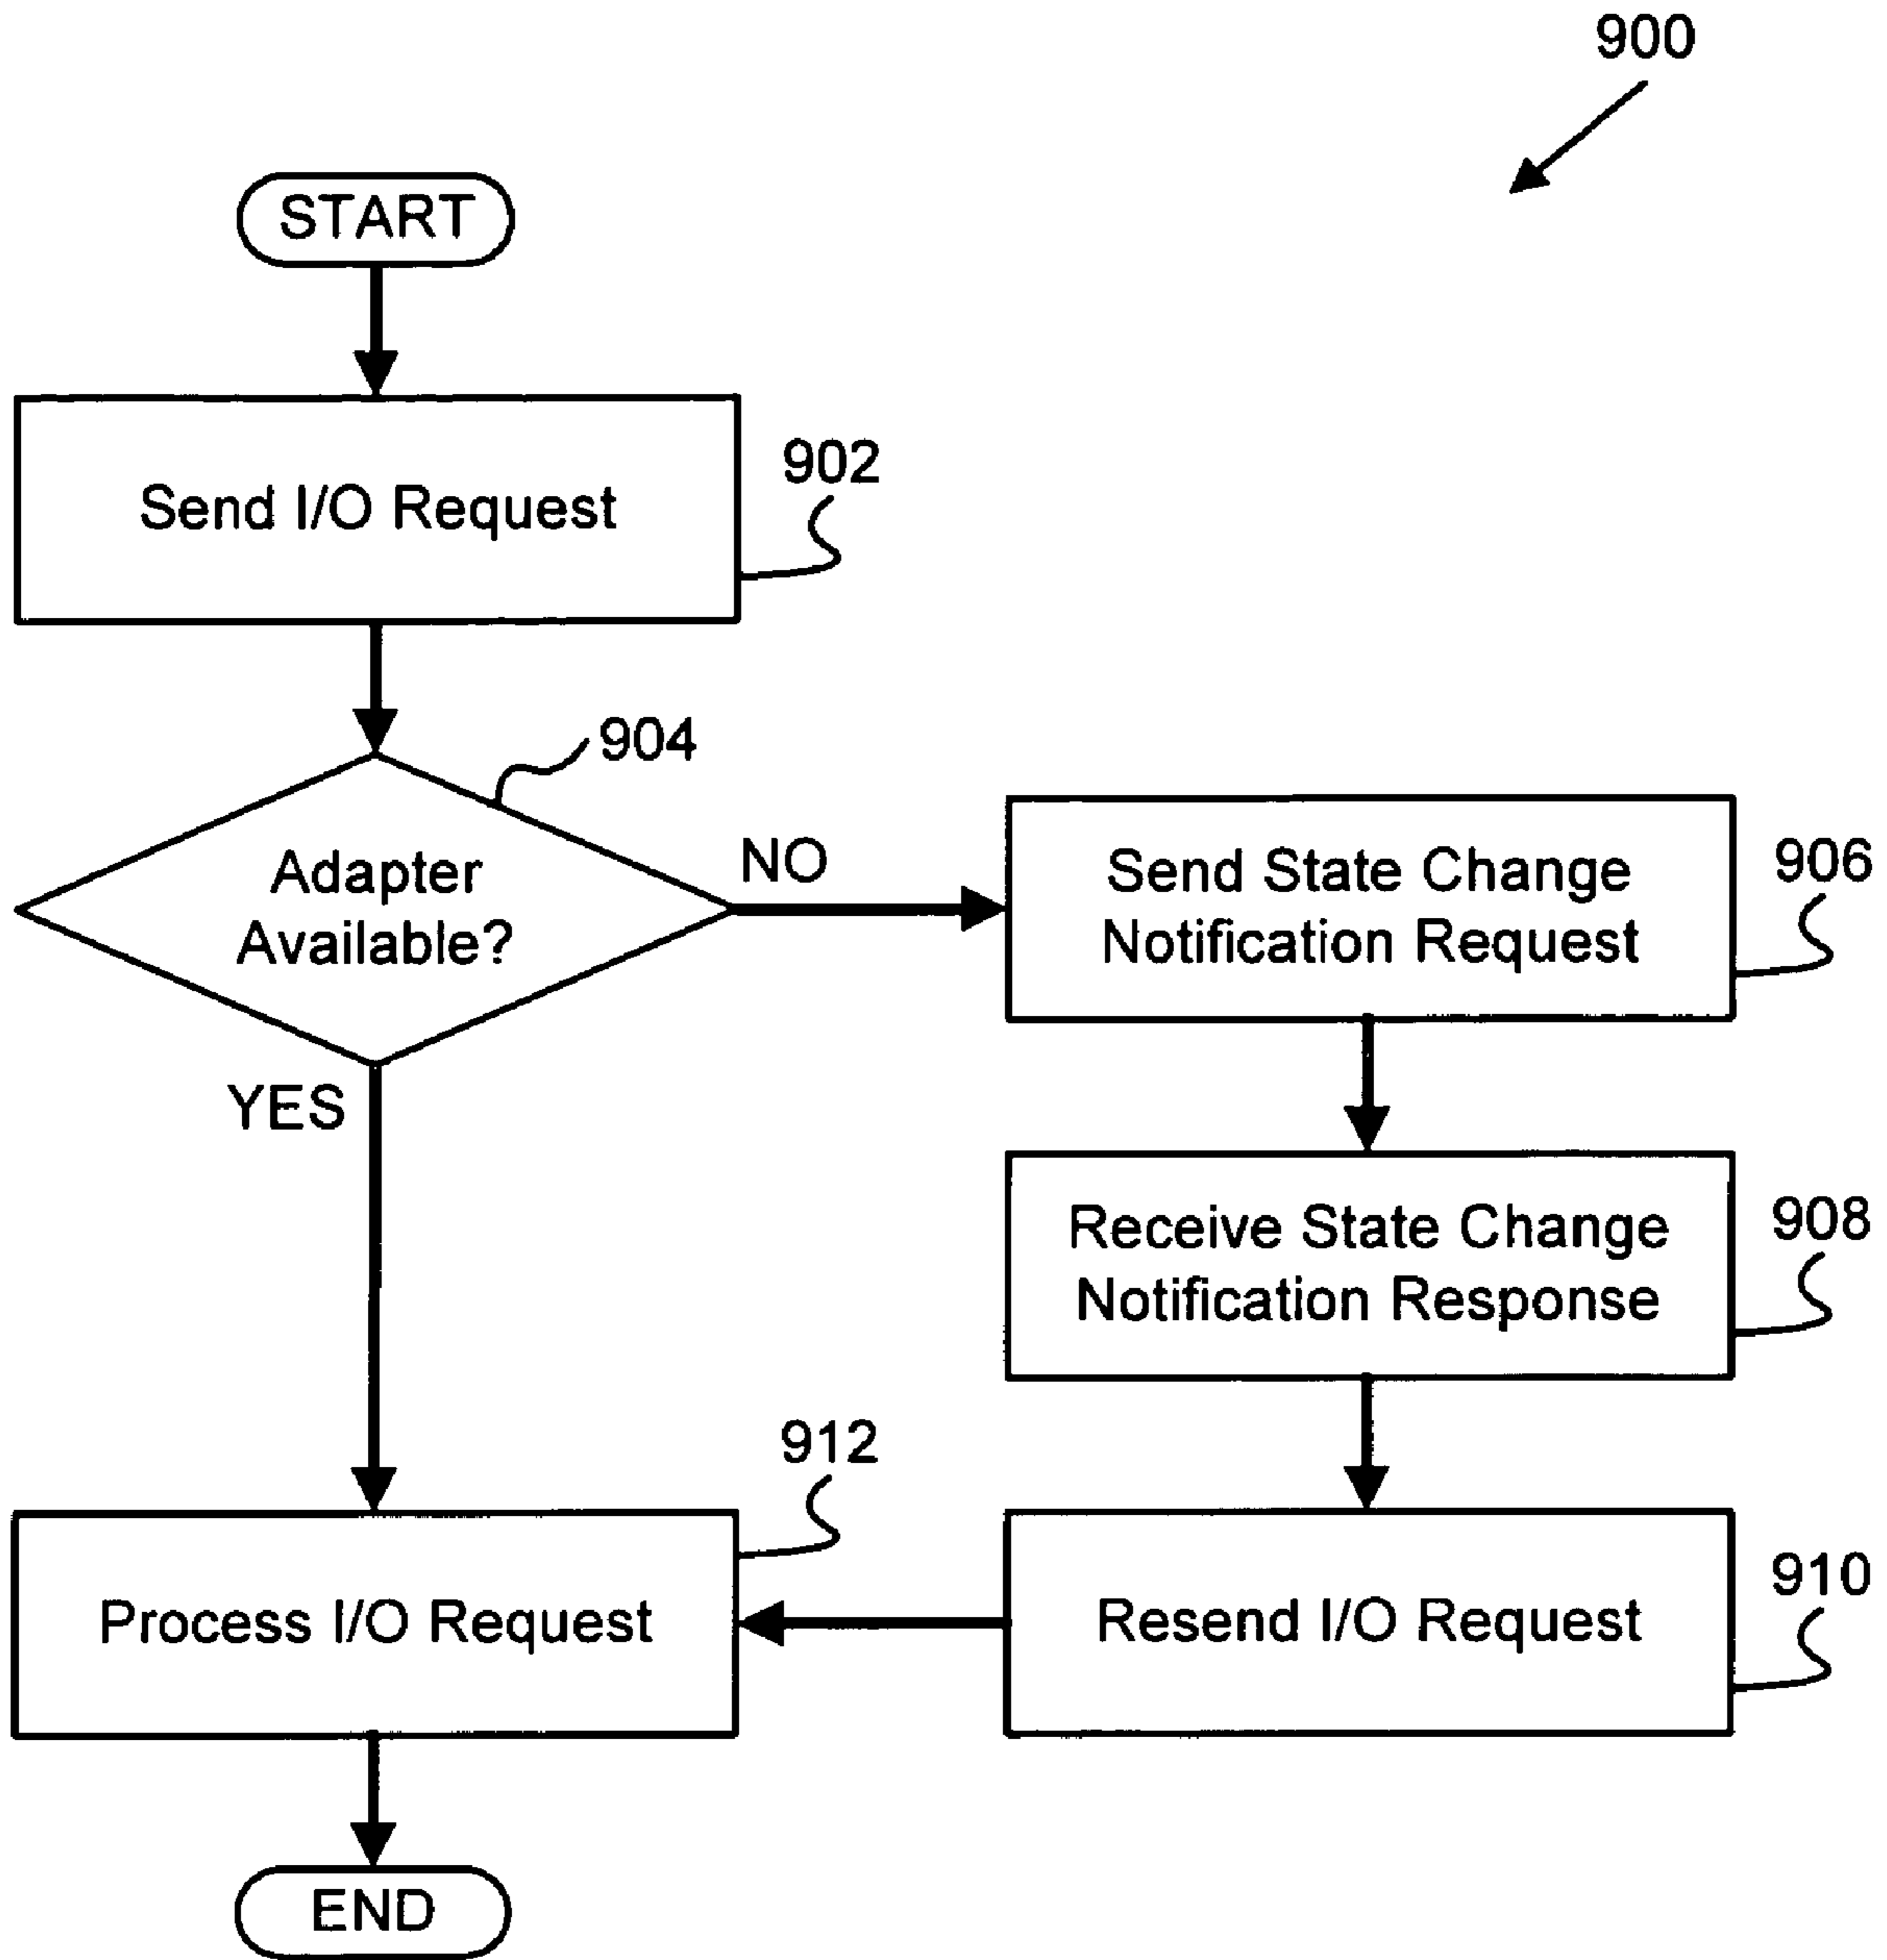 900
START
902
Send I/O Request
904
Adapter
Available?
NO
YES
906
Send State Change
Notification Request
908
Receive State Change
Notification Response
910
Resend I/O Request
912
Process I/O Request
END